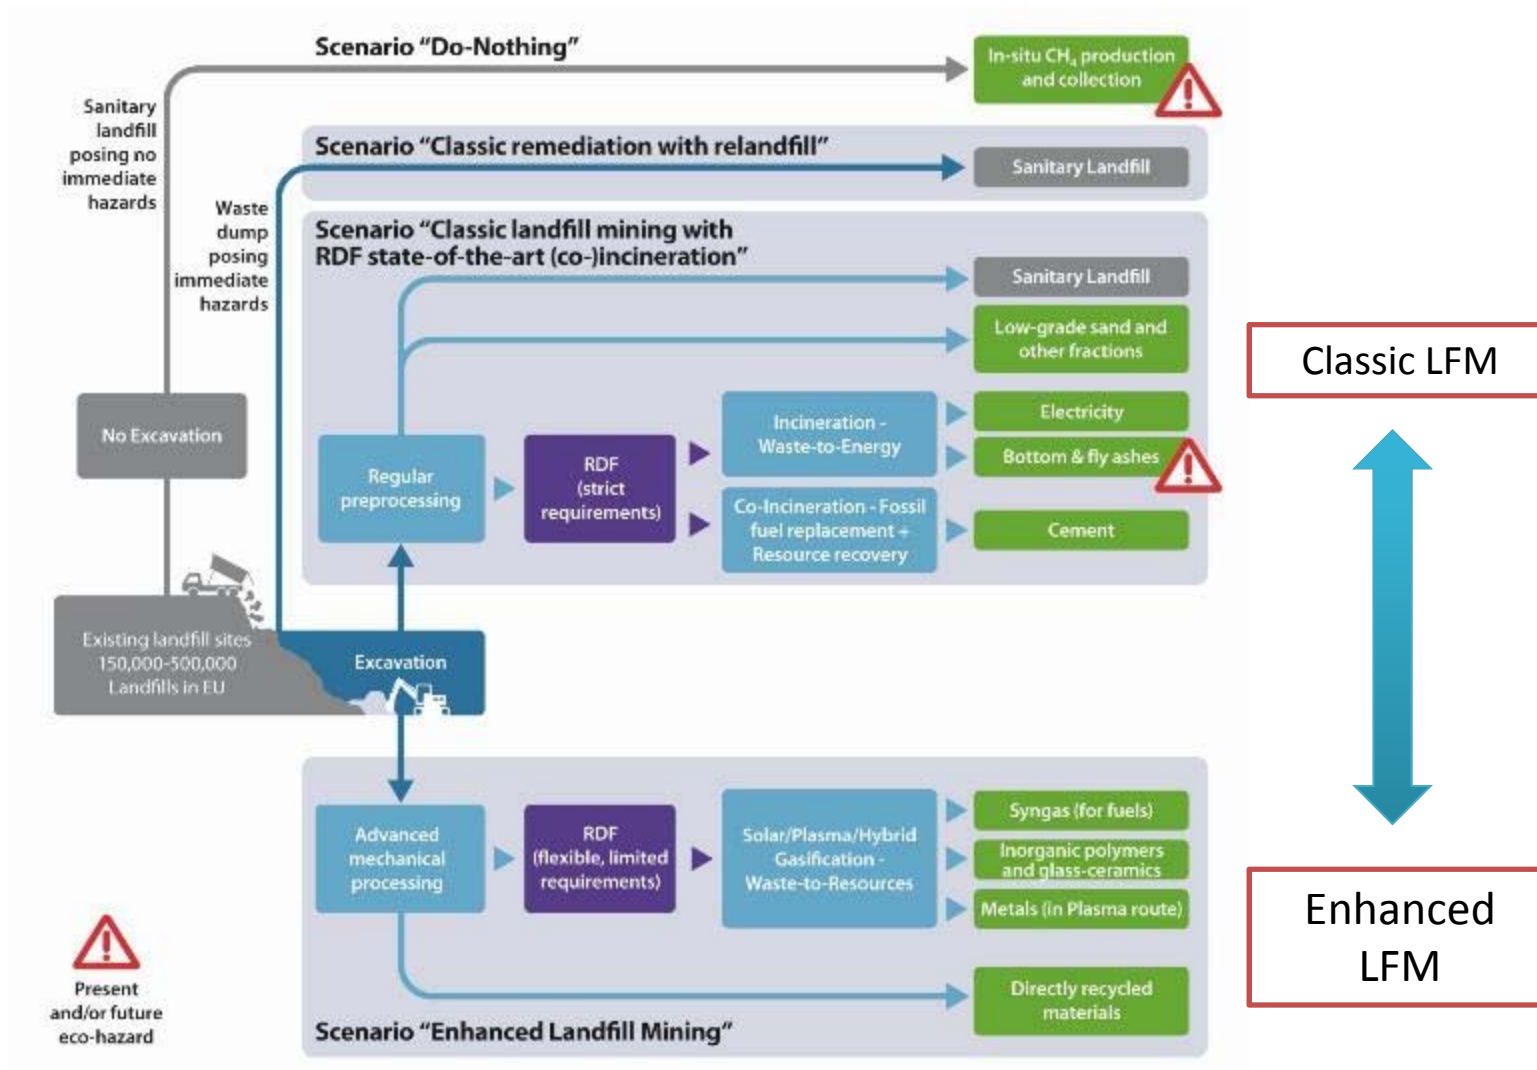 Scenario “Do-Nothing”
In-situ CH₄ production
and collection
Sanitary
landfill
posing no
immediate
hazards
Scenario “Classic remediation with relandfill”
Sanitary Landfill
Waste
dump
posing
immediate
hazards
Scenario “Classic landfill mining with
RDF state-of-the-art (co-)incineration”
Sanitary Landfill
Low-grade sand and
other fractions
Classic LFM
No Excavation
Regular
preprocessing
RDF
(strict
requirements)
Incineration -
Waste-to-Energy
Electricity
Bottom & fly ashes
Co-Incineration - Fossil
fuel replacement +
Resource recovery
Cement
Existing landfill sites
150,000-500,000
Landfills in EU
Excavation
Advanced
mechanical
processing
RDF
(flexible, limited
requirements)
Solar/Plasma/Hybrid
Gasification -
Waste-to-Resources
Syngas (for fuels)
Inorganic polymers
and glass-ceramics
Metals (in Plasma route)
Enhanced
LFM
Directly recycled
materials
Present
and/or future
eco-hazard
Scenario “Enhanced Landfill Mining”